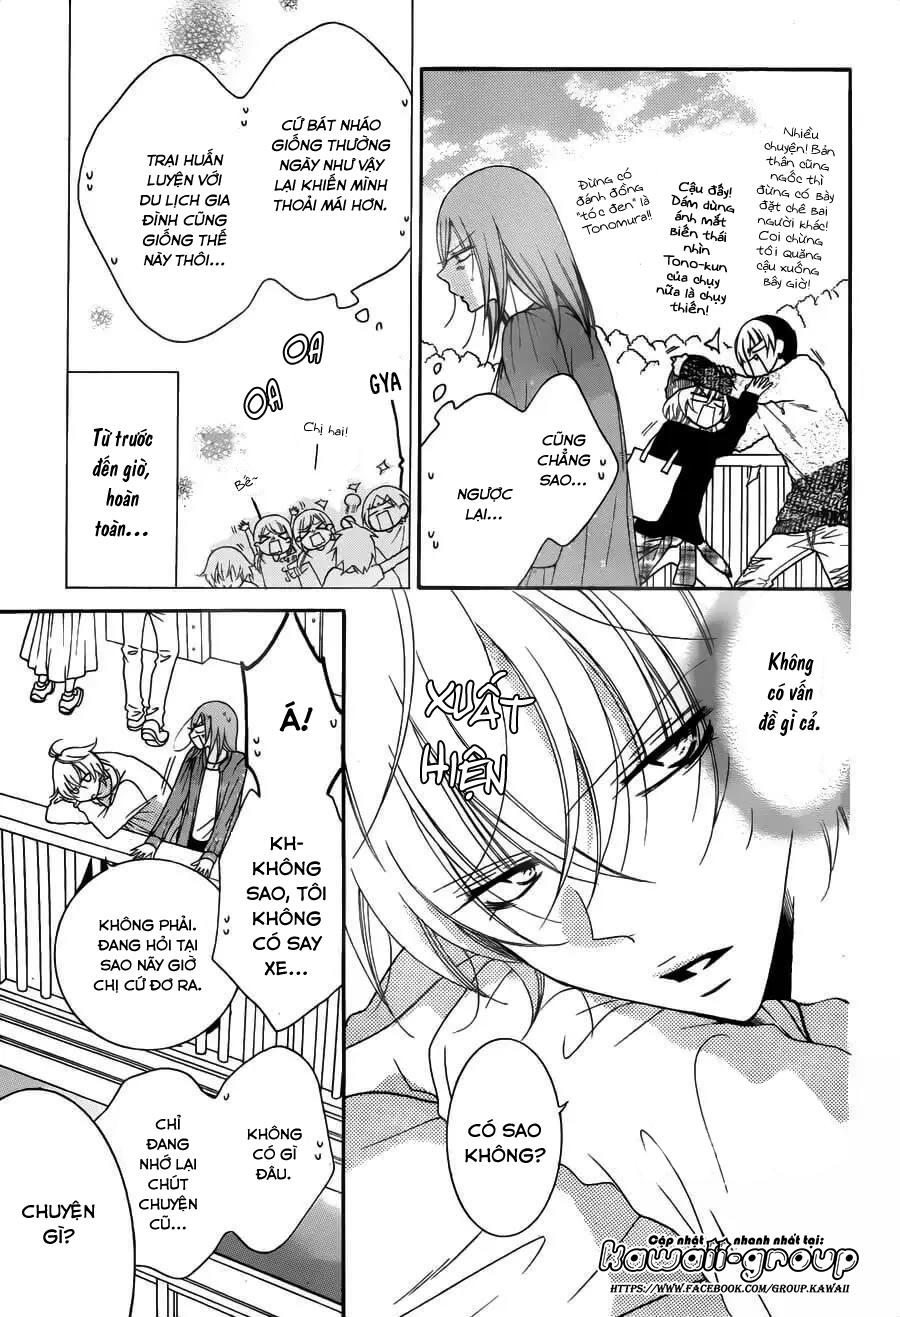 Nhiều
chuyện! Bản
thân cũng
ngốc thì
đừng có bày
đặt chê bai
người khác!
Coi chừng
tôi quăng
cậu xuống
bây giờ!
Cậu đấy!
Dám dùng
ánh mắt
biến thái
nhìn
Tono-kun
của chụy
nữa là chụy
thiến!
Đừng có
đánh đồng
"tóc đen" là
Tonomura!!
CŨNG
CHẲNG
SAO...
NGƯỢC
LẠI...
CỨ BÁT NHÁO
GIỐNG THƯỜNG
NGÀY NHƯ VẬY
LẠI KHIẾN MÌNH
THOẢI MÁI HƠN.
TRẠI HUẤN
LUYỆN VỚI
DU LỊCH GIA
ĐÌNH CŨNG
GIỐNG THẾ
NÀY THÔI...
GYA
OA
OA
Chị hai!
Bế~
Từ trước
đến giờ,
hoàn
toàn...
Không
có vấn
đề gì cả.
XUẤT
HIỆN
CÓ SAO
KHÔNG?
Á!
KH-
KHÔNG
SAO, TÔI
KHÔNG
CÓ SAY
XE...
KHÔNG PHẢI.
ĐANG HỎI TẠI
SAO NÃY GIỜ
CHỊ CỨ ĐƠ RA.
KHÔNG
CÓ GÌ
ĐÂU.
CHỈ
ĐANG
NHỚ LẠI
CHÚT
CHUYỆN
CŨ...
CHUYỆN
GÌ?
Cập nhật nhanh nhất tại:
kawaii-group
HTTPS://WWW.FACEBOOK.COM/GROUP.KAWAII